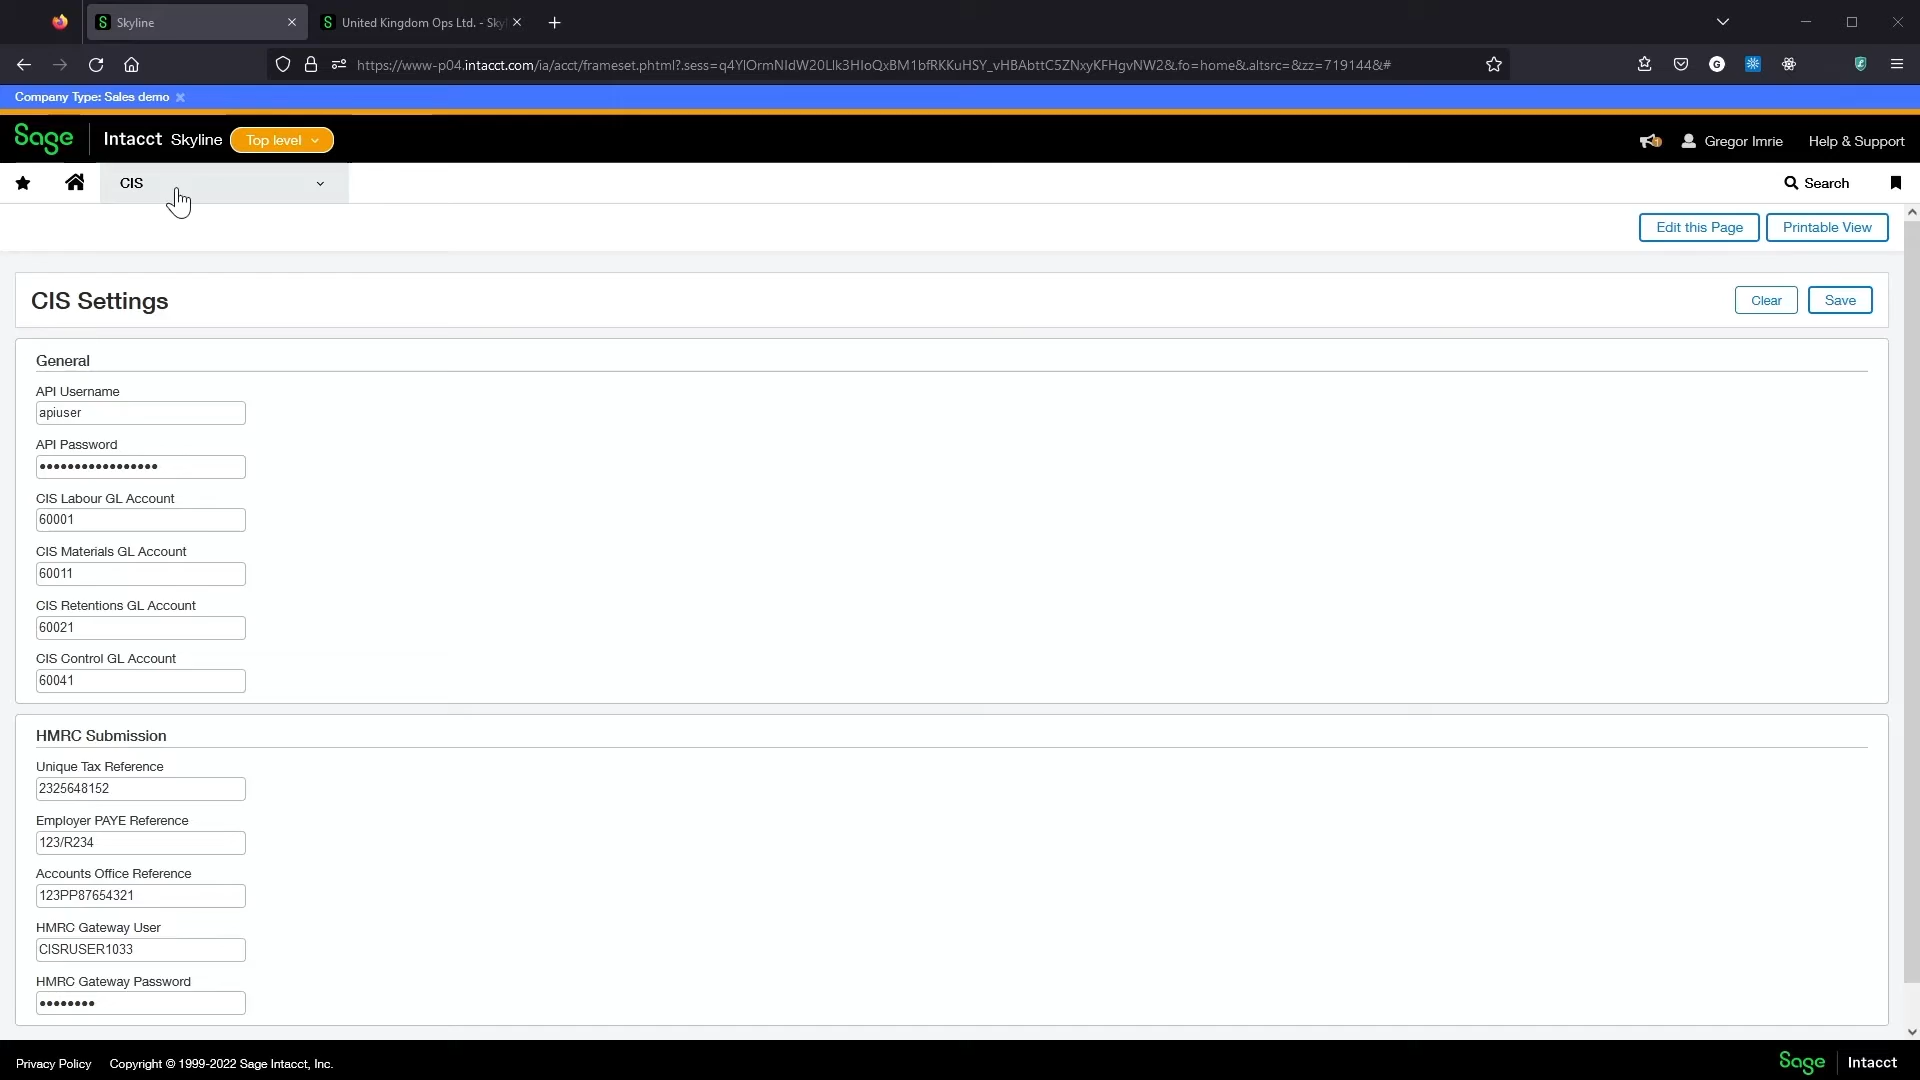 Skyline
United Kingdom Ops Ltd. - Sky
https://www-p04.intacct.com/ia/acct/frameset.phtml?.sess=q4YlOrmNIdW20Llk3HIoQxBM1bfRKKuHSY_vHBAbttC5ZNxyKFHgvNW2&.fo=home&.altsrc=&zz=719144&#
Company Type: Sales demo
Sage
Intacct Skyline
Top level
Gregor Imrie
Help & Support
CIS
Search
Edit this Page
Printable View
CIS Settings
Clear
Save
General
API Username
apiuser
API Password
•••••••••••••••••
CIS Labour GL Account
60001
CIS Materials GL Account
60011
CIS Retentions GL Account
60021
CIS Control GL Account
60041
HMRC Submission
Unique Tax Reference
2325648152
Employer PAYE Reference
123/R234
Accounts Office Reference
123PP87654321
HMRC Gateway User
CISRUSER1033
HMRC Gateway Password
••••••••
Privacy Policy
Copyright © 1999-2022 Sage Intacct, Inc.
Sage
Intacct